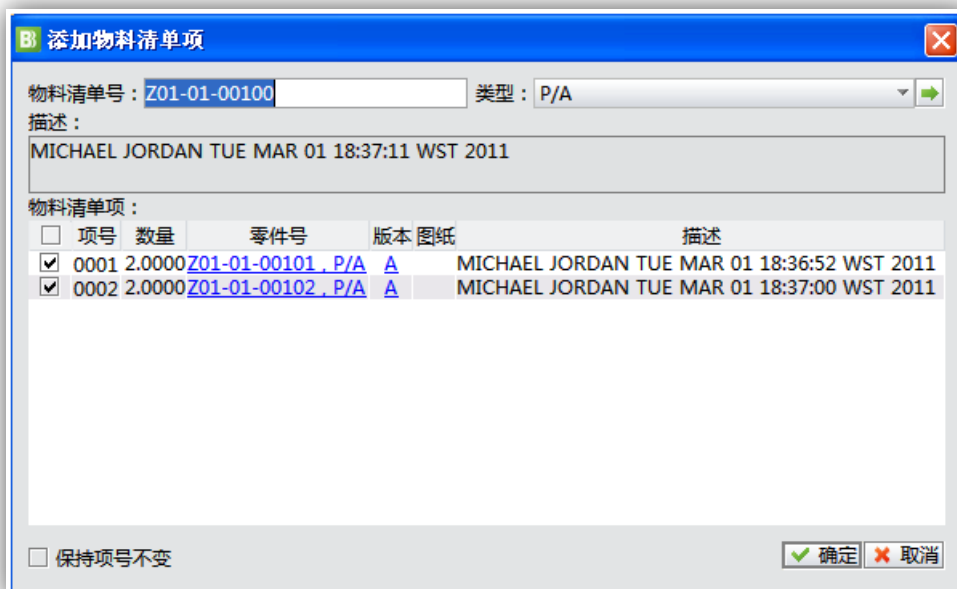 添加物料清单项
物料清单号：Z01-01-00100 类型：P/A
描述：
MICHAEL JORDAN TUE MAR 01 18:37:11 WST 2011
物料清单项：
项号 数量 零件号 版本 图纸 描述
0001 2.0000 Z01-01-00101 , P/A A MICHAEL JORDAN TUE MAR 01 18:36:52 WST 2011
0002 2.0000 Z01-01-00102 , P/A A MICHAEL JORDAN TUE MAR 01 18:37:00 WST 2011
保持项号不变 确定 取消